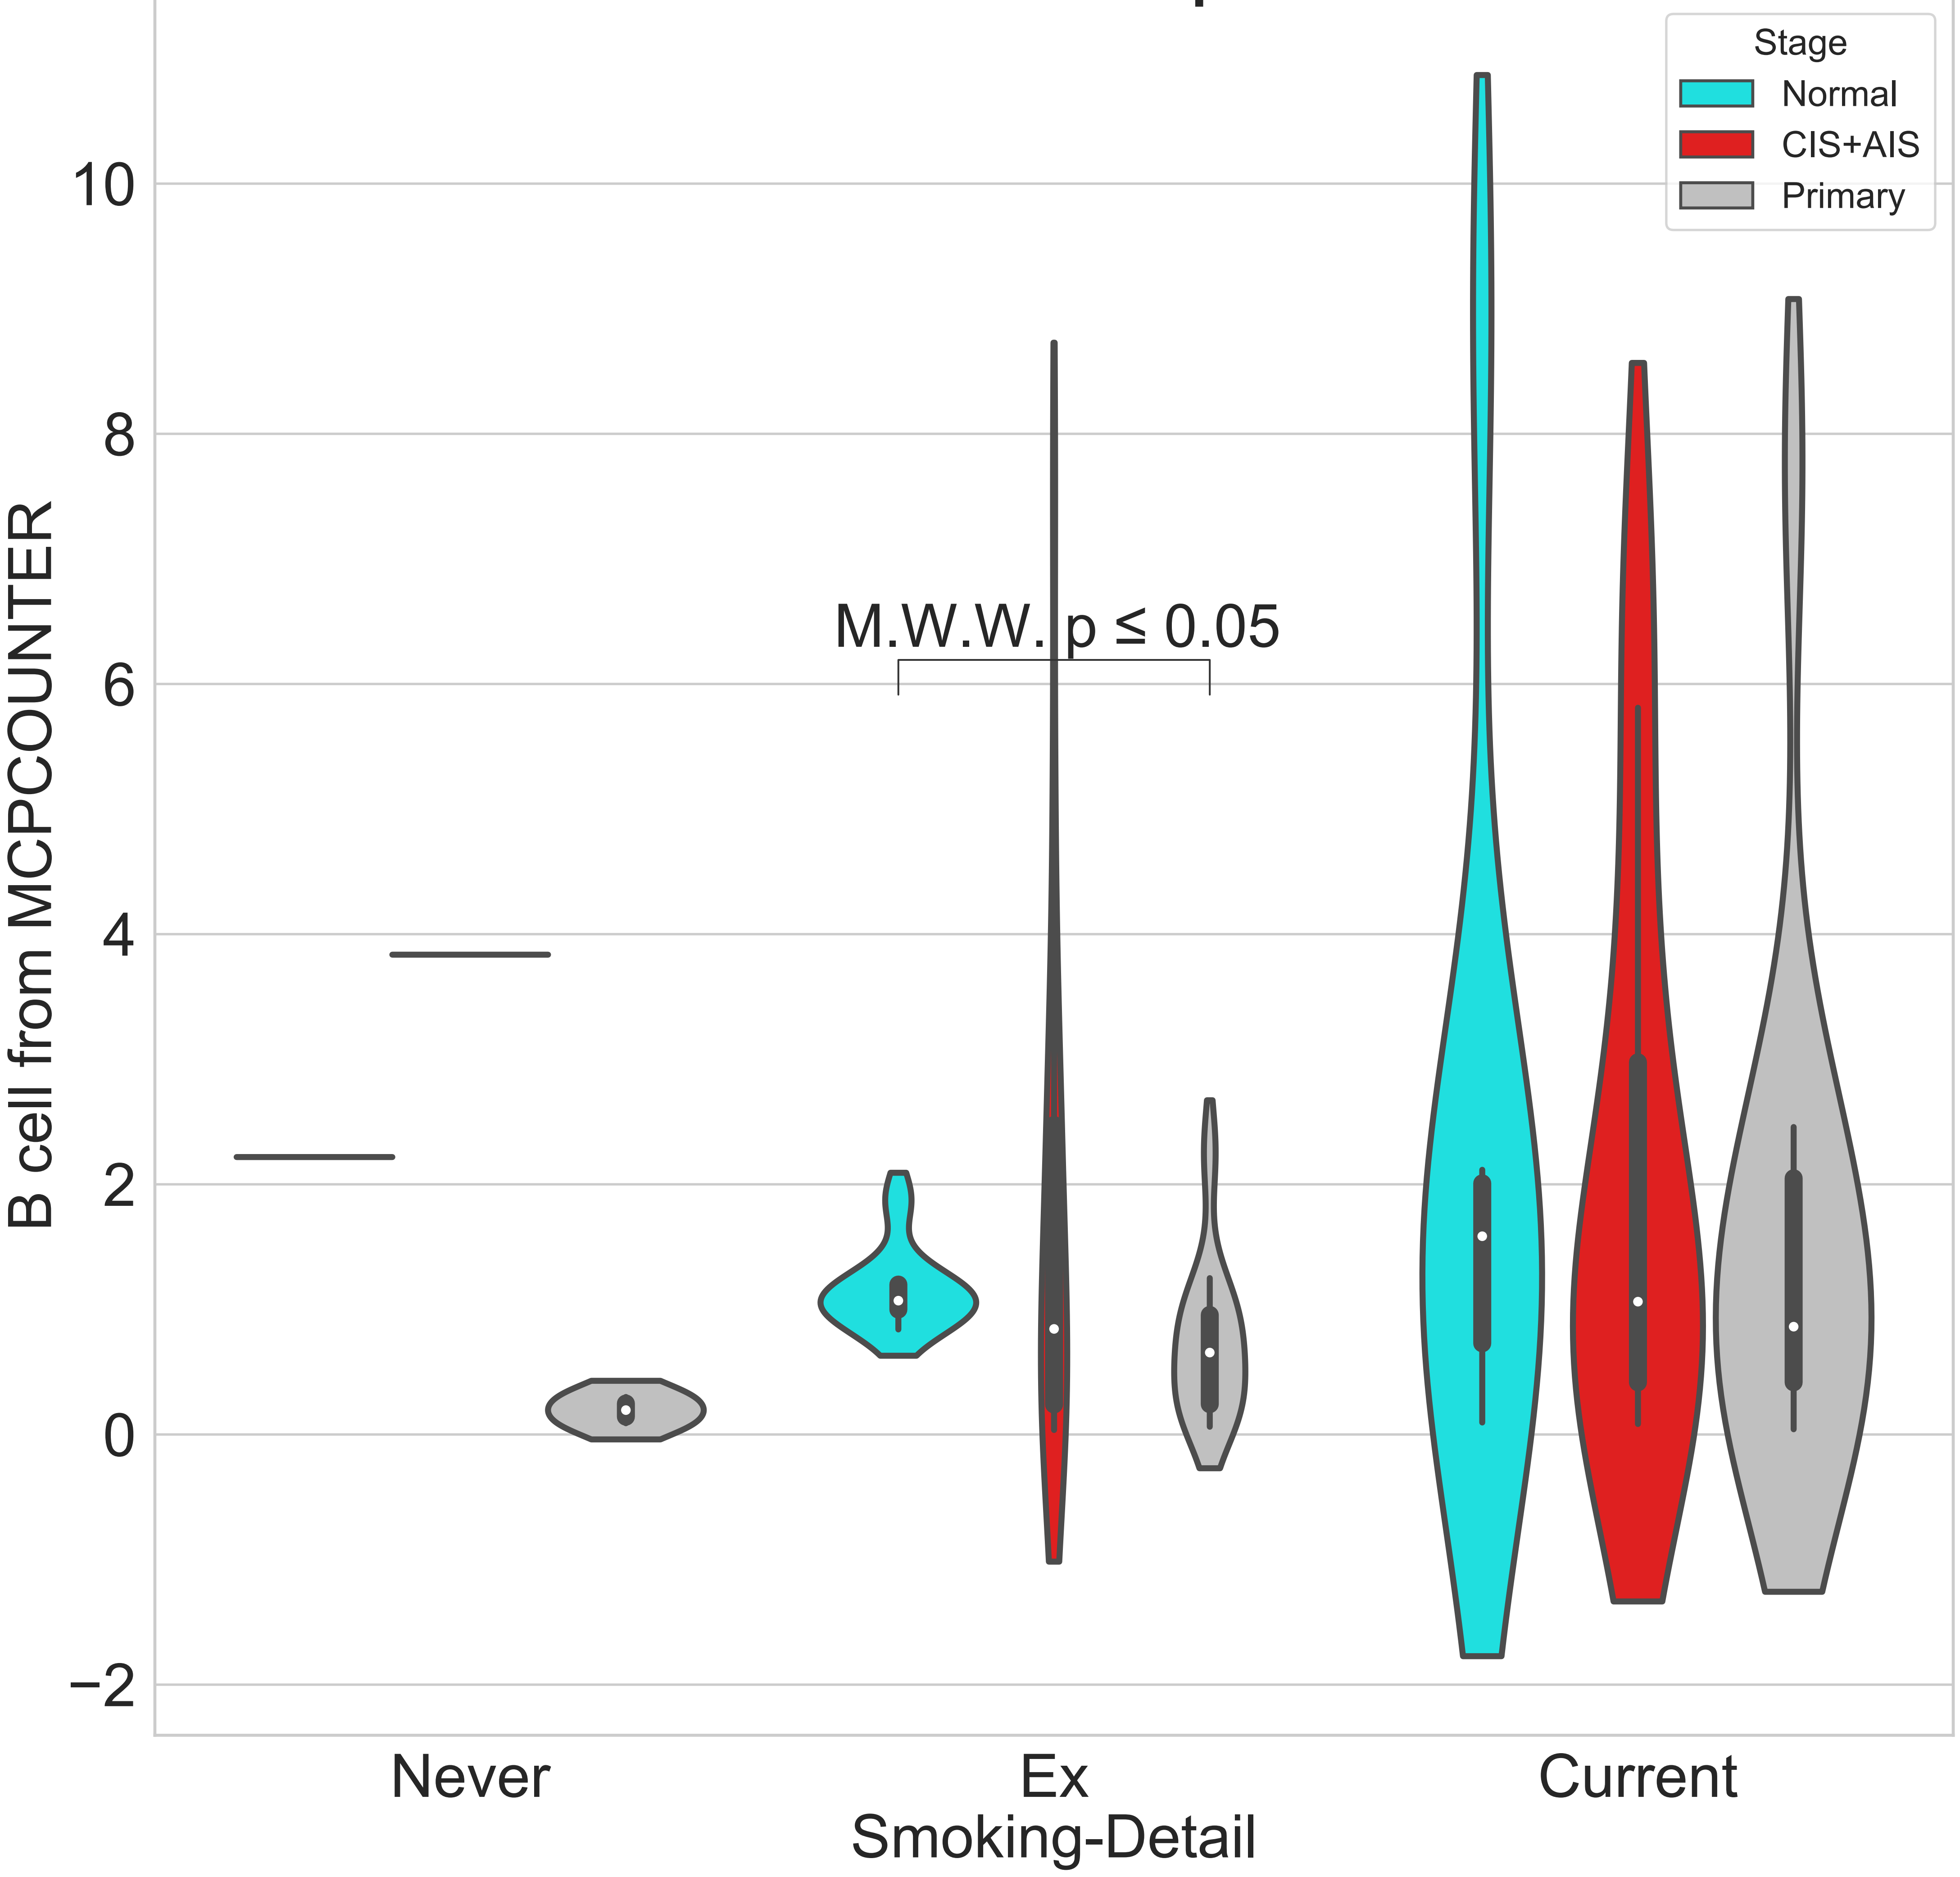 Stage
Normal
CIS+AIS
Primary
10
8
6
4
2
0
−2
B cell from MCPCOUNTER
M.W.W. p ≤ 0.05
Never
Ex
Current
Smoking-Detail